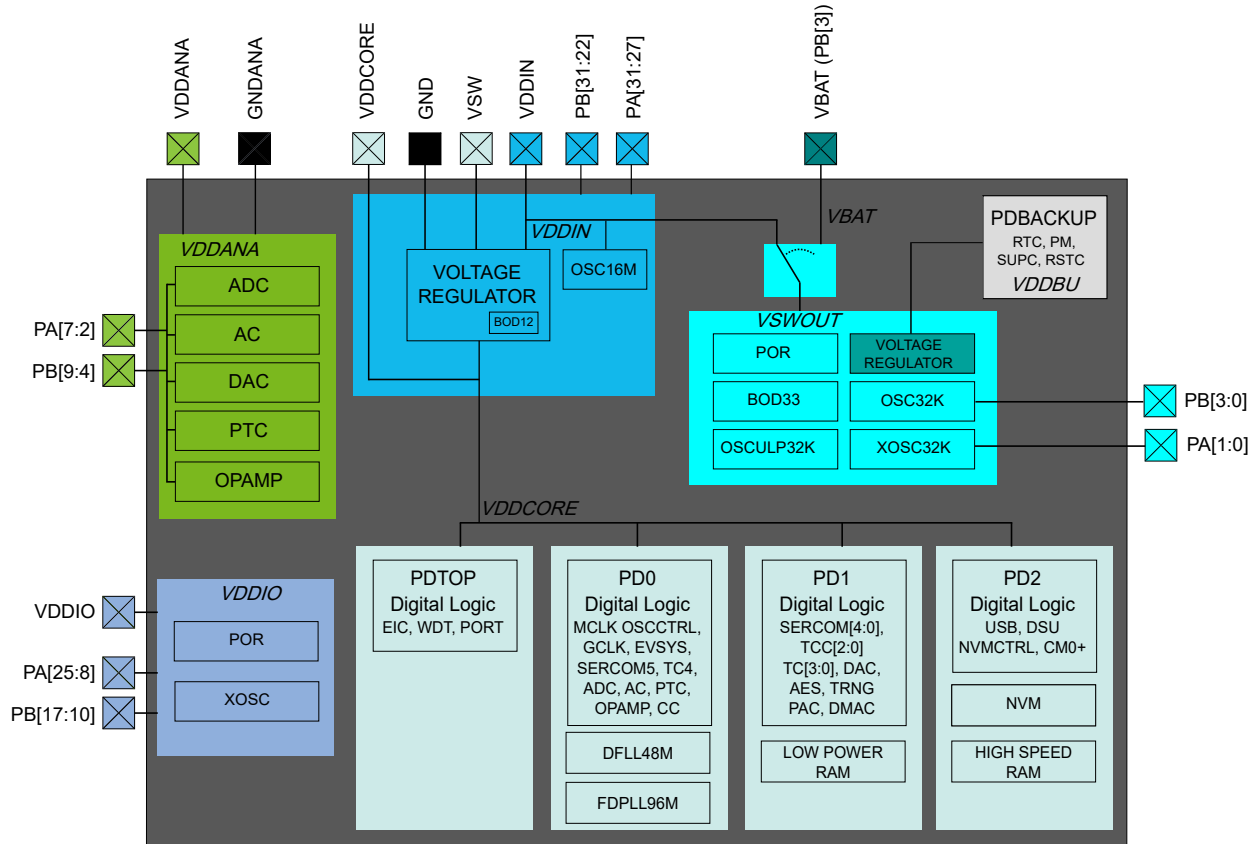 VDDANA
GNDANA
VDDCORE
GND
VSW
VDDIN
PB[31:22]
PA[31:27]
VBAT (PB[3])
VDDANA
ADC
AC
DAC
PTC
OPAMP
PA[7:2]
PB[9:4]
VDDIN
VOLTAGE
REGULATOR
BOD12
OSC16M
VBAT
PDBACKUP
RTC, PM,
SUPC, RSTC
VDDBU
VSWOUT
POR
VOLTAGE
REGULATOR
BOD33
OSC32K
OSCULP32K
XOSC32K
PB[3:0]
PA[1:0]
VDDCORE
VDDIO
VDDIO
POR
XOSC
PA[25:8]
PB[17:10]
PDTOP
Digital Logic
EIC, WDT, PORT
PD0
Digital Logic
MCLK OSCCTRL,
GCLK, EVSYS,
SERCOM5, TC4,
ADC, AC, PTC,
OPAMP, CC
DFLL48M
FDPLL96M
PD1
Digital Logic
SERCOM[4:0],
TCC[2:0]
TC[3:0], DAC,
AES, TRNG
PAC, DMAC
LOW POWER
RAM
PD2
Digital Logic
USB, DSU
NVMCTRL, CM0+
NVM
HIGH SPEED
RAM